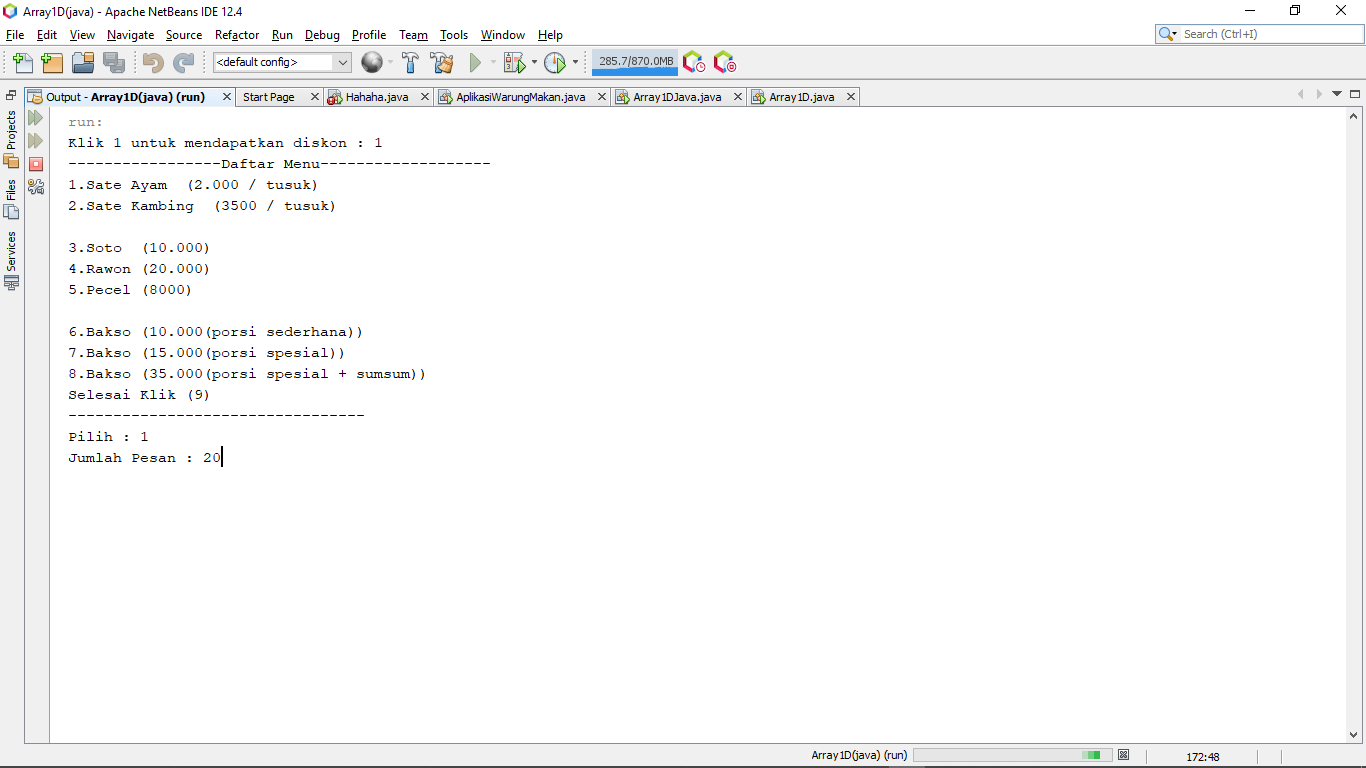 Array1D(java) - Apache NetBeans IDE 12.4
File Edit View Navigate Source Refactor Run Debug Profile Team Tools Window Help
Search (Ctrl+I)
<default config>
285.7/870.0MB
Output - Array1D(java) (run)
Start Page
Hahaha.java
AplikasiWarungMakan.java
Array1DJava.java
Array1D.java
Projects
Files
Services
run:
Klik 1 untuk mendapatkan diskon : 1
-----------------Daftar Menu-------------------
1.Sate Ayam  (2.000 / tusuk)
2.Sate Kambing  (3500 / tusuk)
3.Soto  (10.000)
4.Rawon (20.000)
5.Pecel (8000)
6.Bakso (10.000(porsi sederhana))
7.Bakso (15.000(porsi spesial))
8.Bakso (35.000(porsi spesial + sumsum))
Selesai Klik (9)
---------------------------------
Pilih : 1
Jumlah Pesan : 20
Array1D(java) (run)
172:48